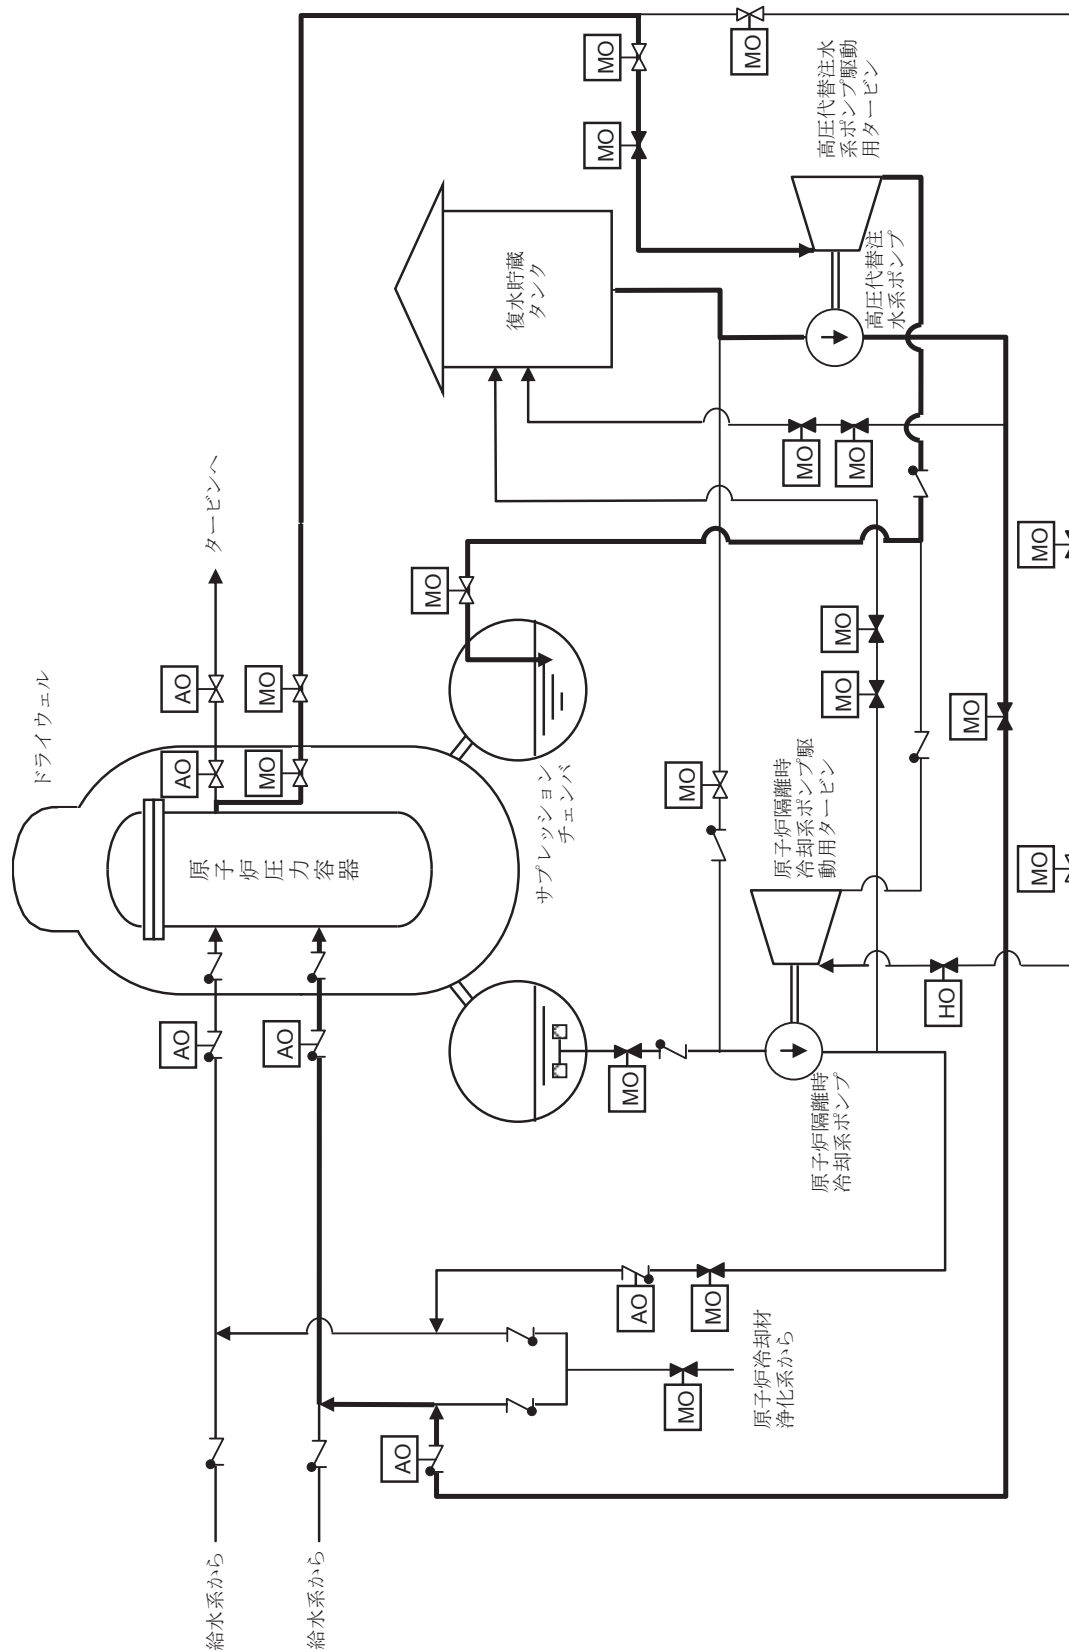 ドライウェル
AO
AO
AO
給水系から
タービンへ
原子炉圧力容器
AO
MO
MO
給水系から
AO
MO
復水貯蔵
タンク
サプレッション
チェンバ
MO
MO
MO
AO
MO
MO
MO
MO
原子炉冷却材
浄化系から
原子炉隔離時
冷却系ポンプ駆
動用タービン
原子炉隔離時
冷却系ポンプ
MO
MO
高圧代替注水
系ポンプ駆動
用タービン
MO
MO
高圧代替注
水系ポンプ
HO
MO
MO
MO